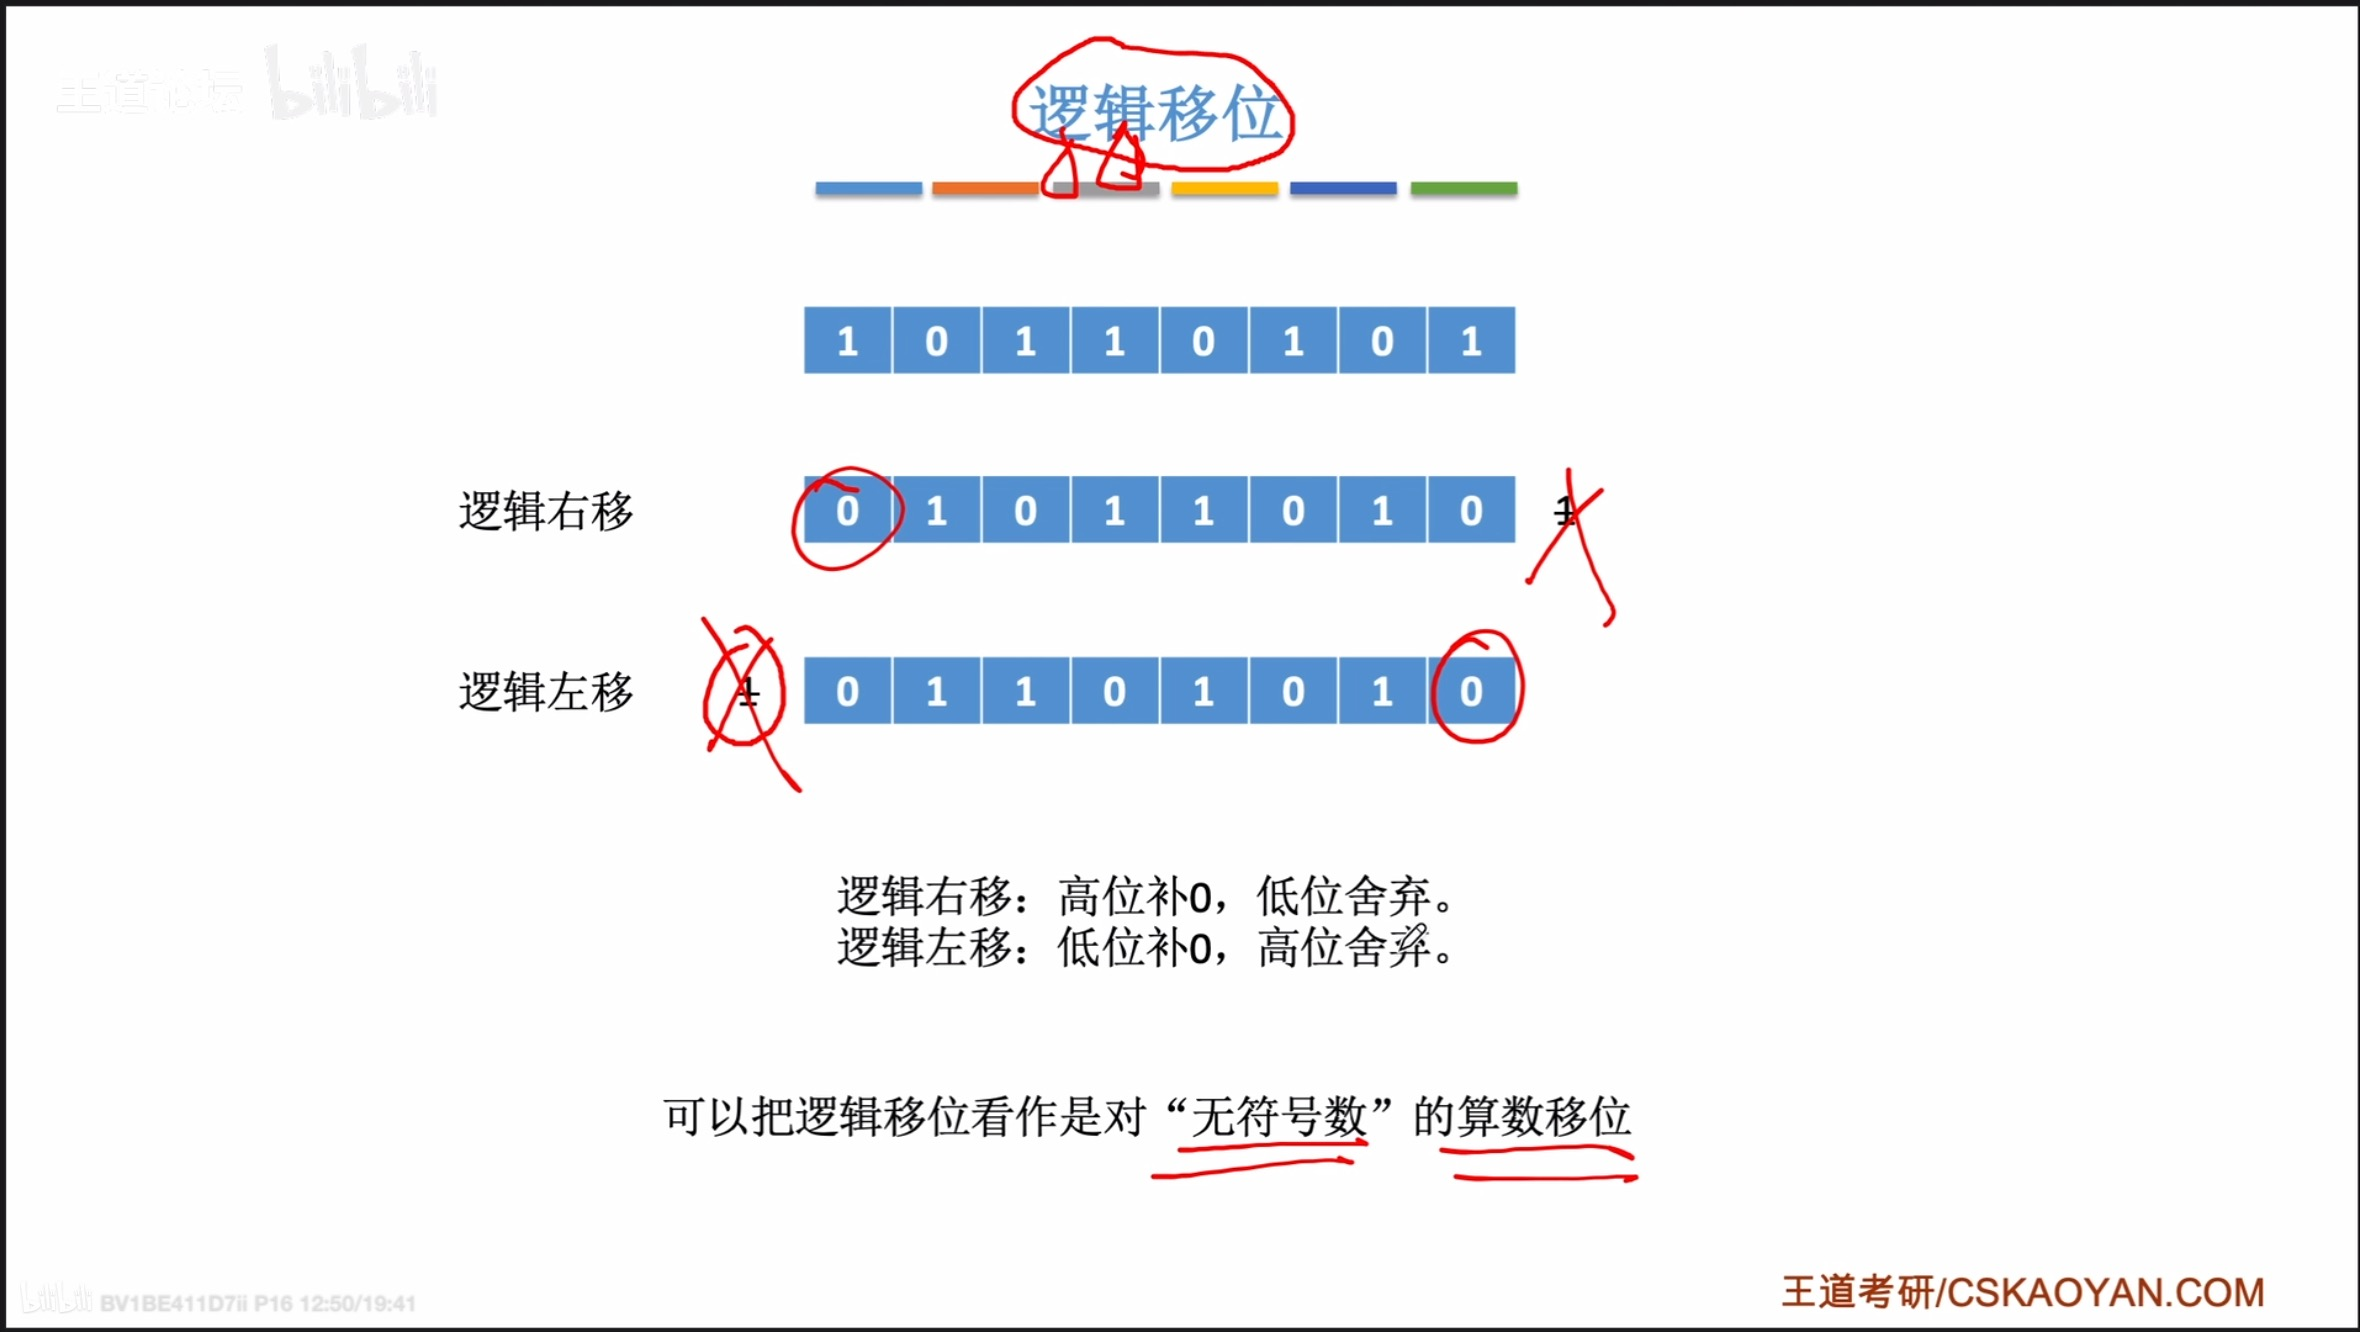 王道论坛 bilibili
逻辑移位
1 0 1 1 0 1 0 1
逻辑右移 0 1 0 1 1 0 1 0 1
逻辑左移 1 0 1 1 0 1 0 1 0
逻辑右移：高位补0，低位舍弃。
逻辑左移：低位补0，高位舍弃。
可以把逻辑移位看作是对“无符号数”的算数移位
bilibili BV1BE411D7ii P16 12:50/19:41
王道考研/CSKAOYAN.COM